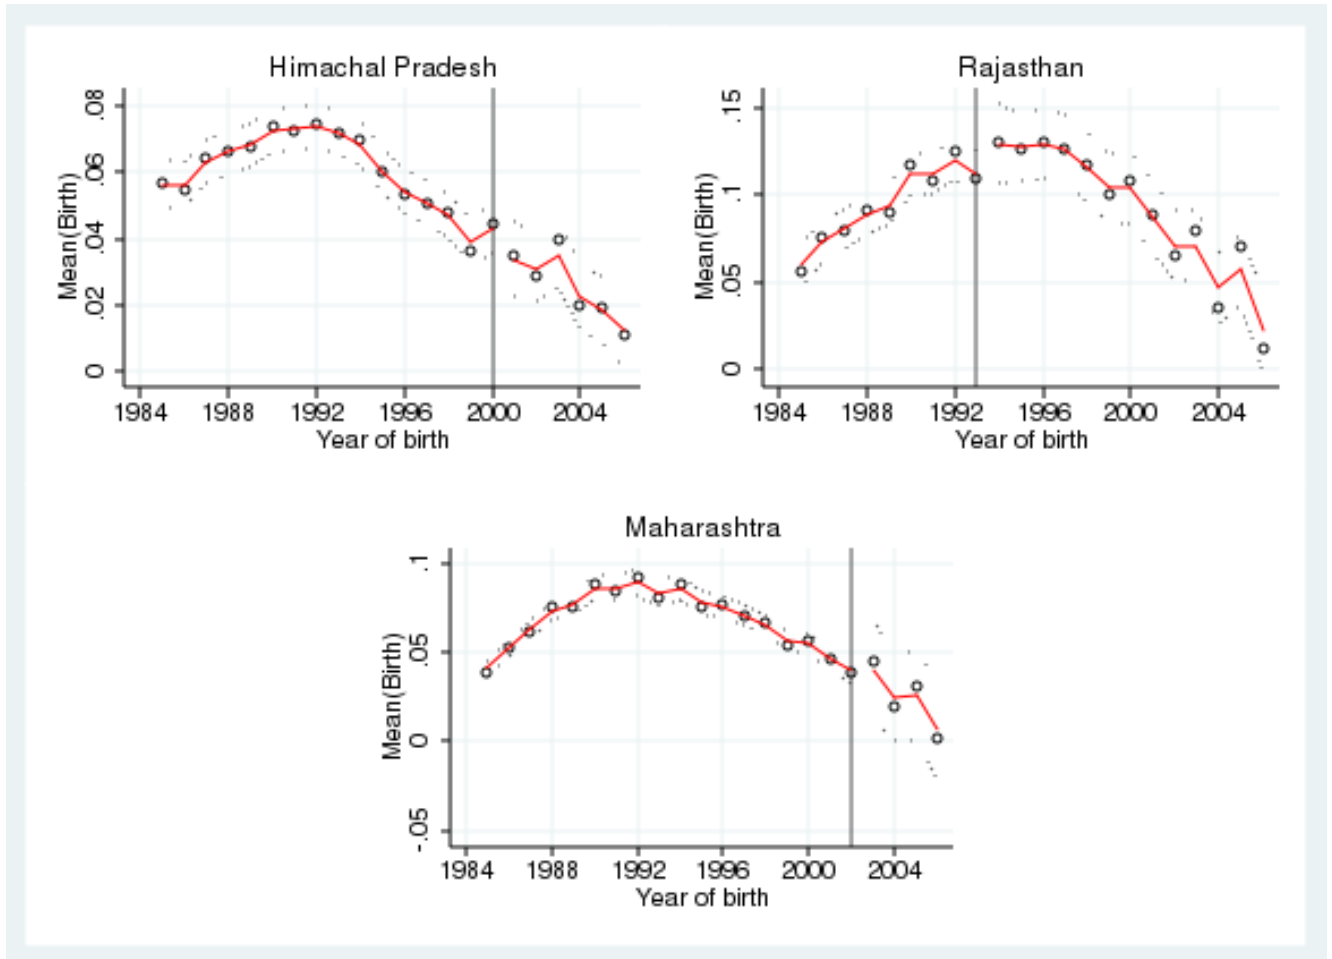 Himachal Pradesh
Mean(Birth)
.08
.06
.04
.02
0
1984 1988 1992 1996 2000 2004
Year of birth
Rajasthan
Mean(Birth)
.15
.1
.05
0
1984 1988 1992 1996 2000 2004
Year of birth
Maharashtra
Mean(Birth)
.1
.05
0
-.05
1984 1988 1992 1996 2000 2004
Year of birth